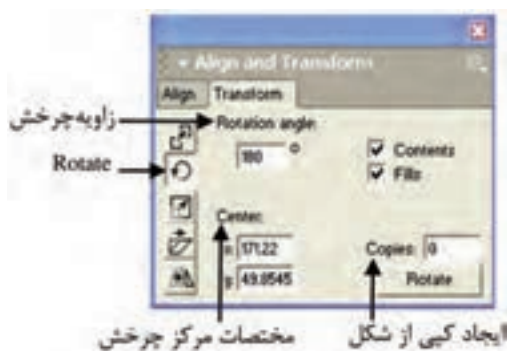 Align and Transform
Align Transform
زاویه چرخش
Rotation angle:
180 °
Contents
Fills
Rotate
Center:
x: 171.22
y: 49.8545
Copies: 0
Rotate
مختصات مرکز چرخش
ایجاد کپی از شکل